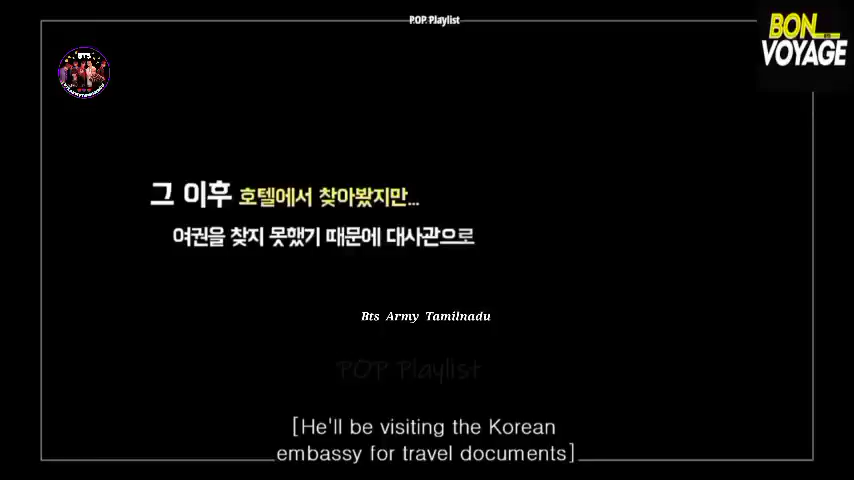 POP Playlist
BON
VOYAGE
BTS
그 이후 호텔에서 찾아봤지만...
여권을 찾지 못했기 때문에 대사관으로
Bts Army Tamilnadu
POP Playlist
[He'll be visiting the Korean
embassy for travel documents]